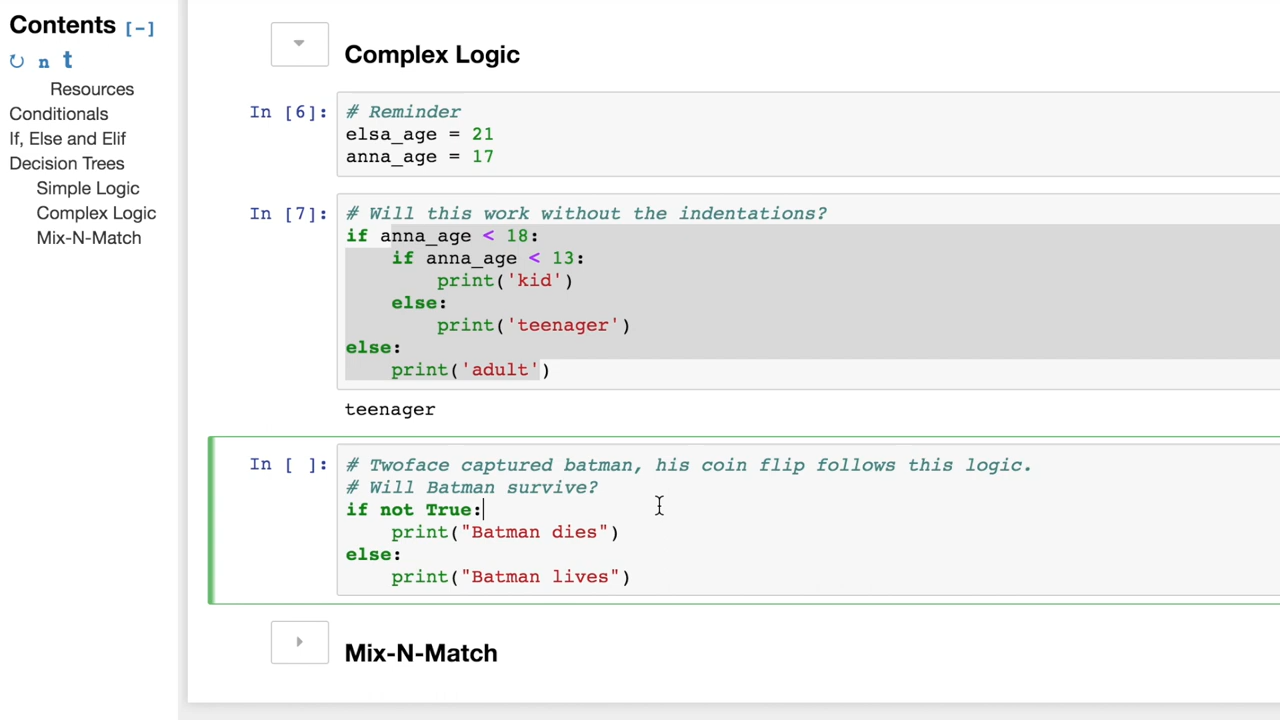 Contents [-]
↻ n t
Resources
Conditionals
If, Else and Elif
Decision Trees
Simple Logic
Complex Logic
Mix-N-Match
Complex Logic
In [6]:
# Reminder
elsa_age = 21
anna_age = 17
In [7]:
# Will this work without the indentations?
if anna_age < 18:
    if anna_age < 13:
        print('kid')
    else:
        print('teenager')
else:
    print('adult')
teenager
In [ ]:
# Twoface captured batman, his coin flip follows this logic.
# Will Batman survive?
if not True:
    print("Batman dies")
else:
    print("Batman lives")
Mix-N-Match